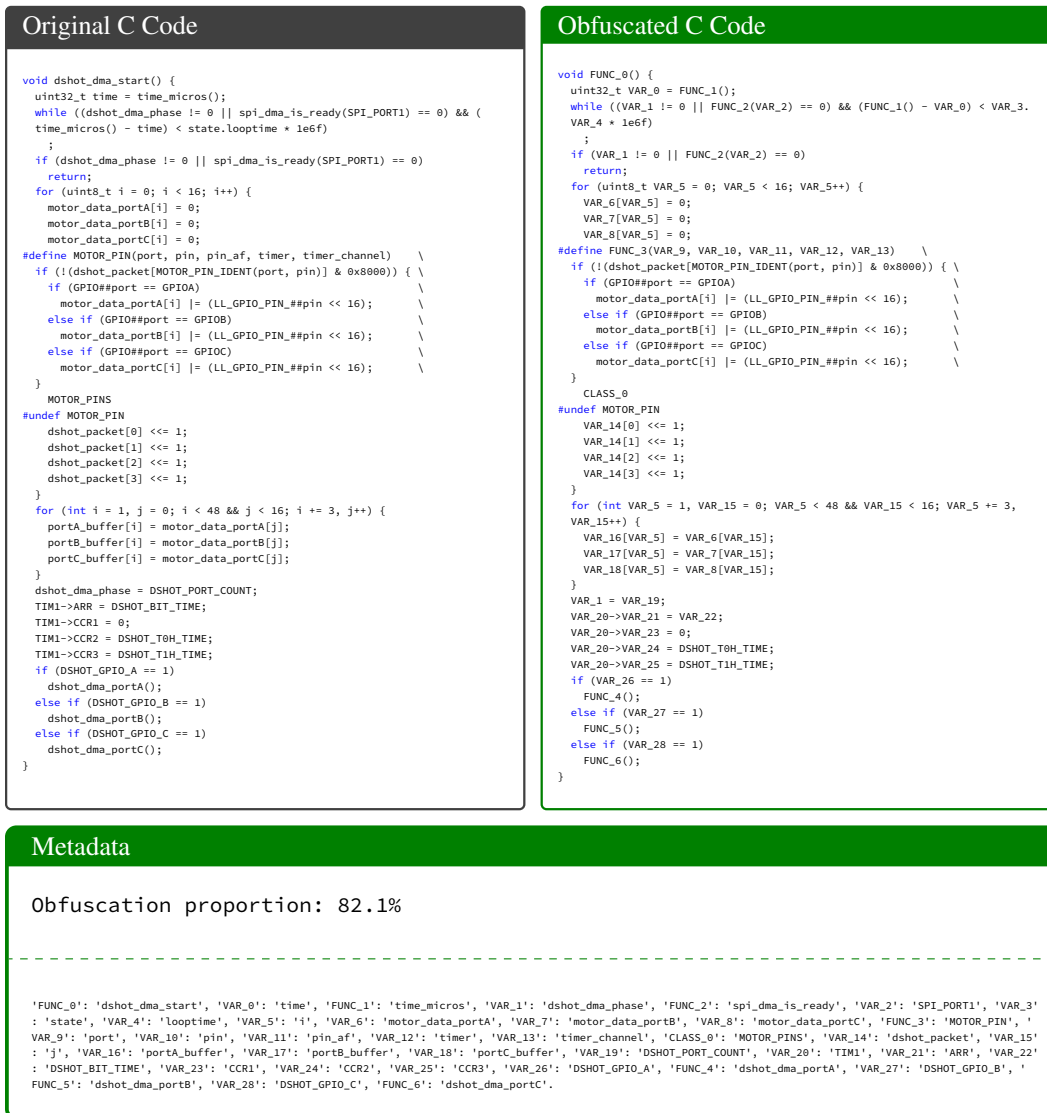 Original C Code
void dshot_dma_start() {
  uint32_t time = time_micros();
  while ((dshot_dma_phase != 0 || spi_dma_is_ready(SPI_PORT1) == 0) && (
  time_micros() - time) < state.looptime * 1e6f)
    ;
  if (dshot_dma_phase != 0 || spi_dma_is_ready(SPI_PORT1) == 0)
    return;
  for (uint8_t i = 0; i < 16; i++) {
    motor_data_portA[i] = 0;
    motor_data_portB[i] = 0;
    motor_data_portC[i] = 0;
#define MOTOR_PIN(port, pin, pin_af, timer, timer_channel)    \
  if (!(dshot_packet[MOTOR_PIN_IDENT(port, pin)] & 0x8000)) { \
    if (GPIO##port == GPIOA)                                  \
      motor_data_portA[i] |= (LL_GPIO_PIN_##pin << 16);       \
    else if (GPIO##port == GPIOB)                             \
      motor_data_portB[i] |= (LL_GPIO_PIN_##pin << 16);       \
    else if (GPIO##port == GPIOC)                             \
      motor_data_portC[i] |= (LL_GPIO_PIN_##pin << 16);       \
  }
    MOTOR_PINS
#undef MOTOR_PIN
    dshot_packet[0] <<= 1;
    dshot_packet[1] <<= 1;
    dshot_packet[2] <<= 1;
    dshot_packet[3] <<= 1;
  }
  for (int i = 1, j = 0; i < 48 && j < 16; i += 3, j++) {
    portA_buffer[i] = motor_data_portA[j];
    portB_buffer[i] = motor_data_portB[j];
    portC_buffer[i] = motor_data_portC[j];
  }
  dshot_dma_phase = DSHOT_PORT_COUNT;
  TIM1->ARR = DSHOT_BIT_TIME;
  TIM1->CCR1 = 0;
  TIM1->CCR2 = DSHOT_T0H_TIME;
  TIM1->CCR3 = DSHOT_T1H_TIME;
  if (DSHOT_GPIO_A == 1)
    dshot_dma_portA();
  else if (DSHOT_GPIO_B == 1)
    dshot_dma_portB();
  else if (DSHOT_GPIO_C == 1)
    dshot_dma_portC();
}
Obfuscated C Code
void FUNC_0() {
  uint32_t VAR_0 = FUNC_1();
  while ((VAR_1 != 0 || FUNC_2(VAR_2) == 0) && (FUNC_1() - VAR_0) < VAR_3.
  VAR_4 * 1e6f)
    ;
  if (VAR_1 != 0 || FUNC_2(VAR_2) == 0)
    return;
  for (uint8_t VAR_5 = 0; VAR_5 < 16; VAR_5++) {
    VAR_6[VAR_5] = 0;
    VAR_7[VAR_5] = 0;
    VAR_8[VAR_5] = 0;
#define FUNC_3(VAR_9, VAR_10, VAR_11, VAR_12, VAR_13)    \
  if (!(dshot_packet[MOTOR_PIN_IDENT(port, pin)] & 0x8000)) { \
    if (GPIO##port == GPIOA)                                  \
      motor_data_portA[i] |= (LL_GPIO_PIN_##pin << 16);       \
    else if (GPIO##port == GPIOB)                             \
      motor_data_portB[i] |= (LL_GPIO_PIN_##pin << 16);       \
    else if (GPIO##port == GPIOC)                             \
      motor_data_portC[i] |= (LL_GPIO_PIN_##pin << 16);       \
  }
    CLASS_0
#undef MOTOR_PIN
    VAR_14[0] <<= 1;
    VAR_14[1] <<= 1;
    VAR_14[2] <<= 1;
    VAR_14[3] <<= 1;
  }
  for (int VAR_5 = 1, VAR_15 = 0; VAR_5 < 48 && VAR_15 < 16; VAR_5 += 3,
  VAR_15++) {
    VAR_16[VAR_5] = VAR_6[VAR_15];
    VAR_17[VAR_5] = VAR_7[VAR_15];
    VAR_18[VAR_5] = VAR_8[VAR_15];
  }
  VAR_1 = VAR_19;
  VAR_20->VAR_21 = VAR_22;
  VAR_20->VAR_23 = 0;
  VAR_20->VAR_24 = DSHOT_T0H_TIME;
  VAR_20->VAR_25 = DSHOT_T1H_TIME;
  if (VAR_26 == 1)
    FUNC_4();
  else if (VAR_27 == 1)
    FUNC_5();
  else if (VAR_28 == 1)
    FUNC_6();
}
Metadata
Obfuscation proportion: 82.1%
'FUNC_0': 'dshot_dma_start', 'VAR_0': 'time', 'FUNC_1': 'time_micros', 'VAR_1': 'dshot_dma_phase', 'FUNC_2': 'spi_dma_is_ready', 'VAR_2': 'SPI_PORT1', 'VAR_3'
: 'state', 'VAR_4': 'looptime', 'VAR_5': 'i', 'VAR_6': 'motor_data_portA', 'VAR_7': 'motor_data_portB', 'VAR_8': 'motor_data_portC', 'FUNC_3': 'MOTOR_PIN', '
VAR_9': 'port', 'VAR_10': 'pin', 'VAR_11': 'pin_af', 'VAR_12': 'timer', 'VAR_13': 'timer_channel', 'CLASS_0': 'MOTOR_PINS', 'VAR_14': 'dshot_packet', 'VAR_15'
: 'j', 'VAR_16': 'portA_buffer', 'VAR_17': 'portB_buffer', 'VAR_18': 'portC_buffer', 'VAR_19': 'DSHOT_PORT_COUNT', 'VAR_20': 'TIM1', 'VAR_21': 'ARR', 'VAR_22'
: 'DSHOT_BIT_TIME', 'VAR_23': 'CCR1', 'VAR_24': 'CCR2', 'VAR_25': 'CCR3', 'VAR_26': 'DSHOT_GPIO_A', 'FUNC_4': 'dshot_dma_portA', 'VAR_27': 'DSHOT_GPIO_B', '
FUNC_5': 'dshot_dma_portB', 'VAR_28': 'DSHOT_GPIO_C', 'FUNC_6': 'dshot_dma_portC'.